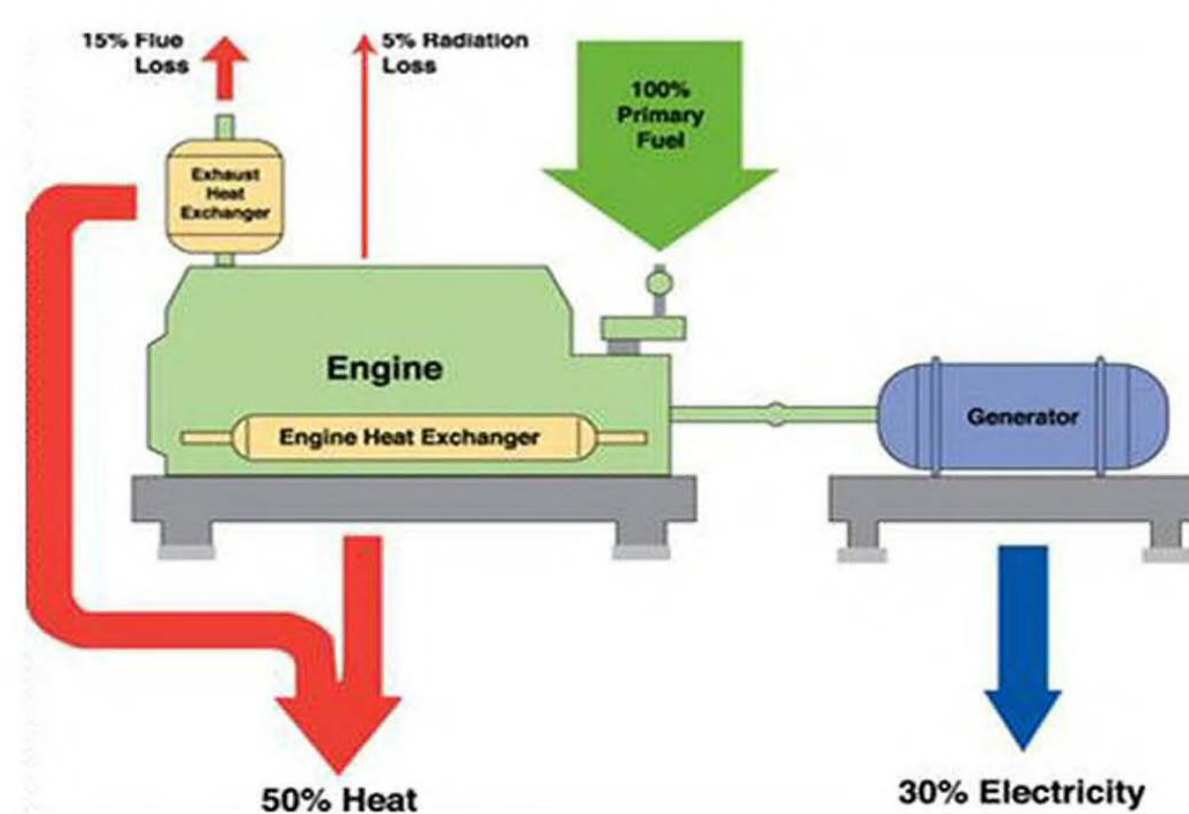 15% Flue
Loss
5% Radiation
Loss
100%
Primary
Fuel
Exhaust
Heat
Exchanger
Engine
Engine Heat Exchanger
Generator
50% Heat
30% Electricity